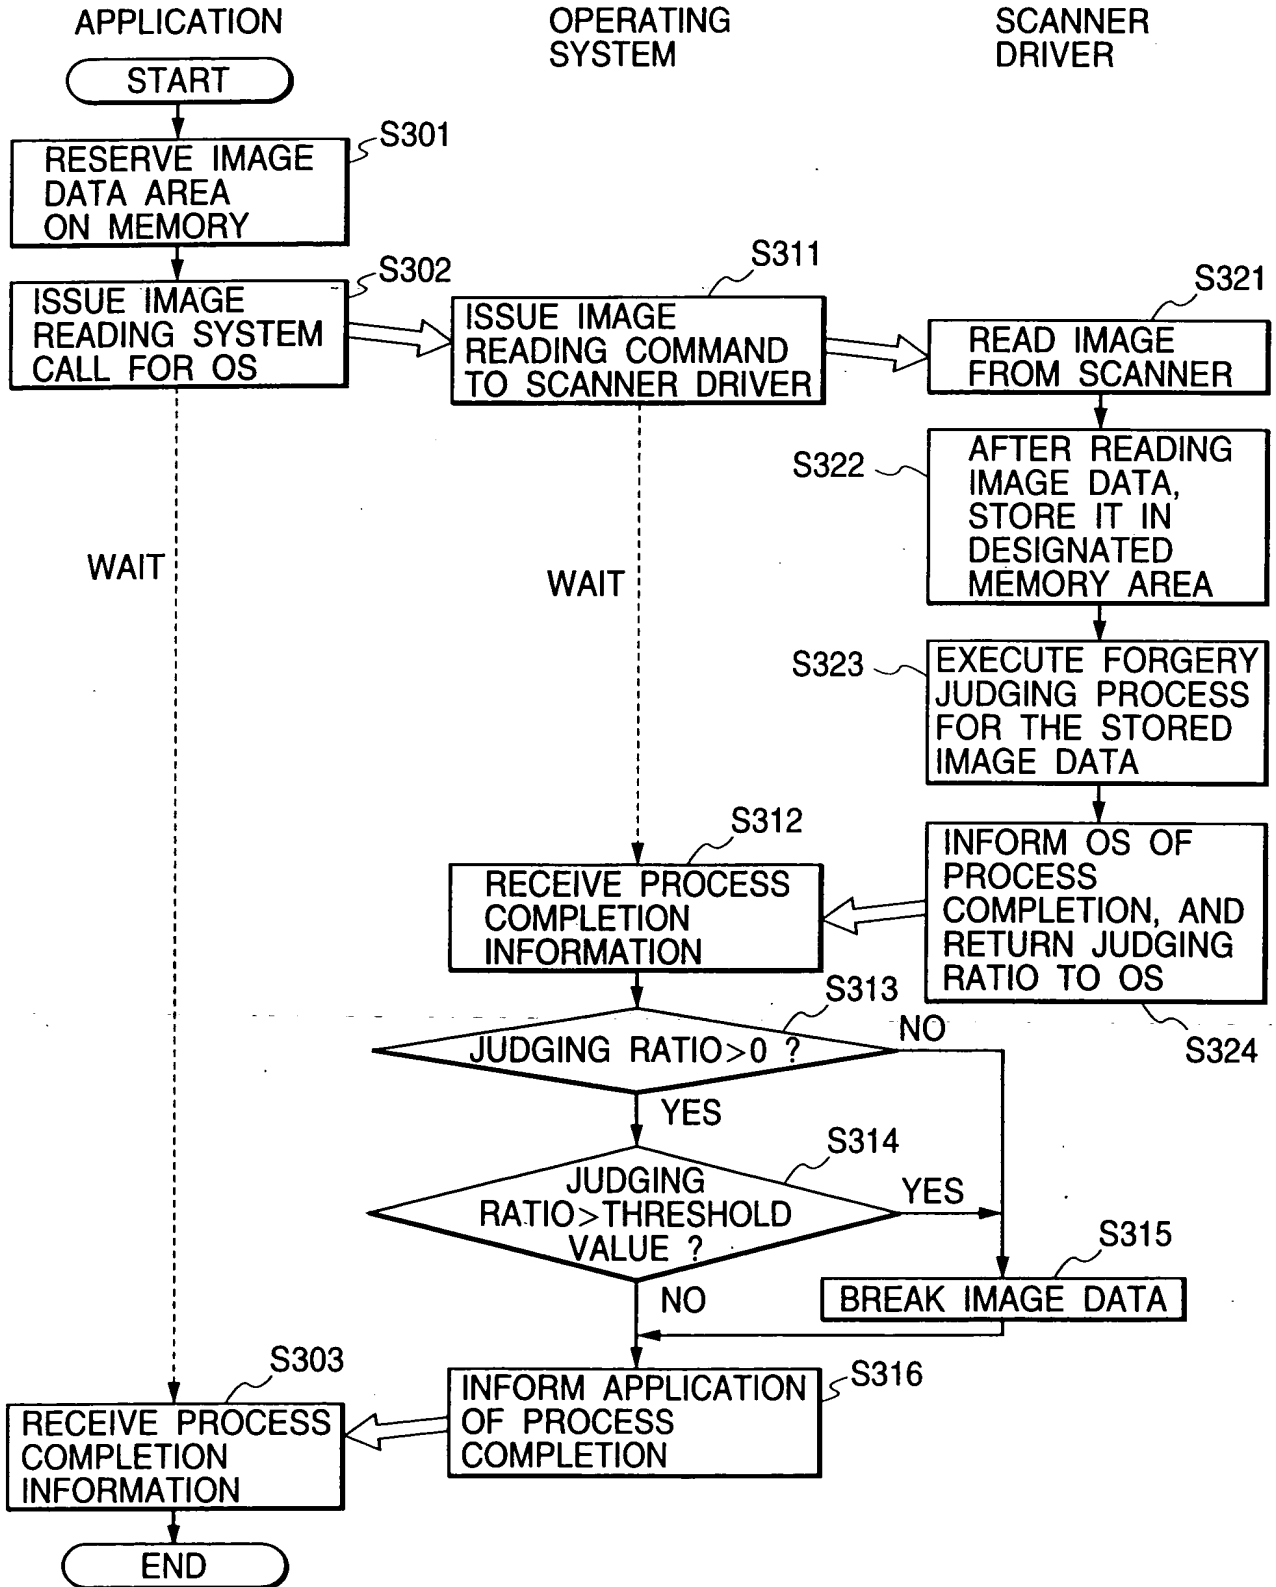 APPLICATION
OPERATING
SYSTEM
SCANNER
DRIVER
START
S301
RESERVE IMAGE
DATA AREA
ON MEMORY
S302
ISSUE IMAGE
READING SYSTEM
CALL FOR OS
S311
ISSUE IMAGE
READING COMMAND
TO SCANNER DRIVER
S321
READ IMAGE
FROM SCANNER
S322
AFTER READING
IMAGE DATA,
STORE IT IN
DESIGNATED
MEMORY AREA
WAIT
WAIT
S323
EXECUTE FORGERY
JUDGING PROCESS
FOR THE STORED
IMAGE DATA
S312
RECEIVE PROCESS
COMPLETION
INFORMATION
INFORM OS OF
PROCESS
COMPLETION, AND
RETURN JUDGING
RATIO TO OS
S324
S313
JUDGING RATIO>0 ?
NO
YES
S314
JUDGING
RATIO>THRESHOLD
VALUE ?
YES
NO
S315
BREAK IMAGE DATA
S316
INFORM APPLICATION
OF PROCESS
COMPLETION
S303
RECEIVE PROCESS
COMPLETION
INFORMATION
END